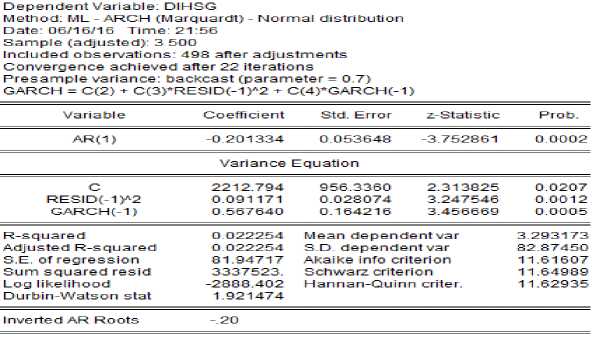 Dependent Variable: DIHSG
Method: ML - ARCH (Marquardt) - Normal distribution
Date: 06/16/16 Time: 21:56
Sample (adjusted): 3 500
Included observations: 498 after adjustments
Convergence achieved after 22 iterations
Presample variance: backcast (parameter = 0.7)
GARCH = C(2) + C(3)*RESID(-1)^2 + C(4)*GARCH(-1)
Variable Coefficient Std. Error z-Statistic Prob.
AR(1) -0.201334 0.053648 -3.752861 0.0002
Variance Equation
C 2212.794 956.3360 2.313825 0.0207
RESID(-1)^2 0.091171 0.028074 3.247546 0.0012
GARCH(-1) 0.567640 0.164216 3.456669 0.0005
R-squared 0.022254 Mean dependent var 3.293173
Adjusted R-squared 0.022254 S.D. dependent var 82.87450
S.E. of regression 81.94717 Akaike info criterion 11.61607
Sum squared resid 3337523. Schwarz criterion 11.64989
Log likelihood -2888.402 Hannan-Quinn criter. 11.62935
Durbin-Watson stat 1.921474
Inverted AR Roots -.20